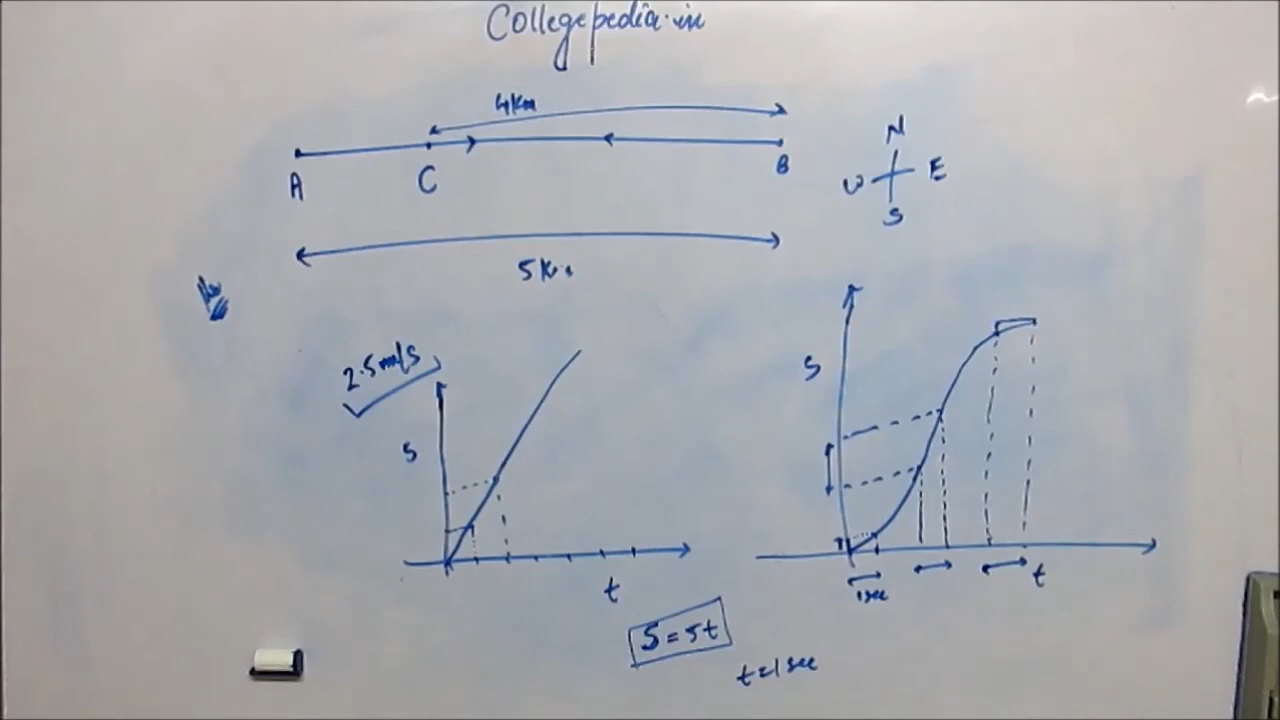 Collegepedia.in
4Km
A C B
N
W E
S
5Km
2.5m/s
S
t
S
1sec
t
S=5t
t=1sec